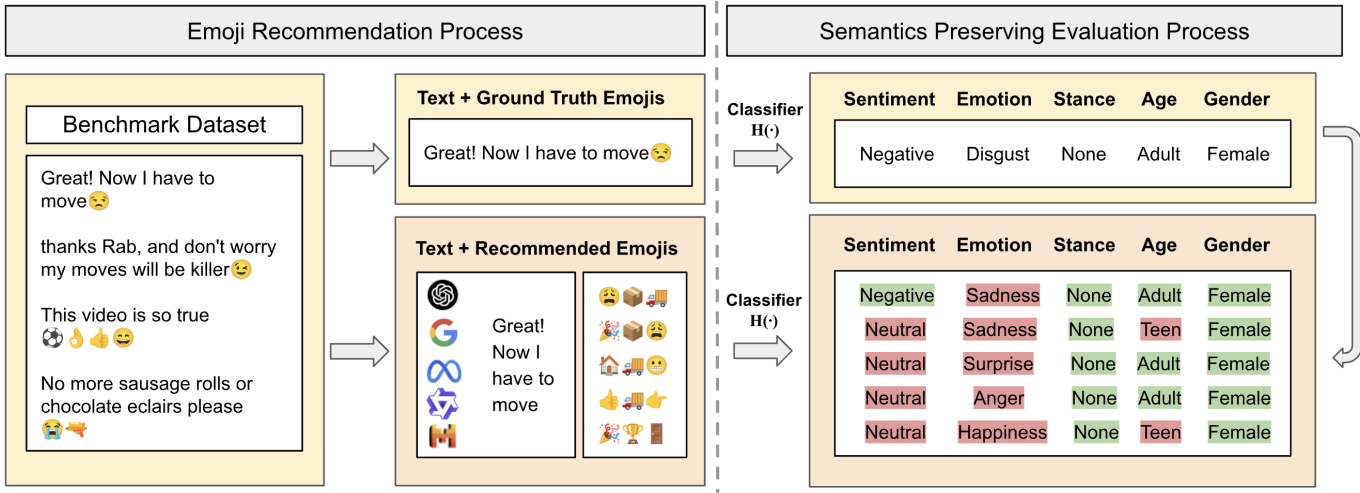 Emoji Recommendation Process
Semantics Preserving Evaluation Process
Benchmark Dataset
Great! Now I have to
move😒
thanks Rab, and don't worry
my moves will be killer😉
This video is so true
⚽👌👍😄
No more sausage rolls or
chocolate eclairs please
😭🔫
Text + Ground Truth Emojis
Great! Now I have to move😒
Text + Recommended Emojis
Great!
Now I
have to
move
😩📦🚚
🎉📦😩
🏠🚚😬
👍🚚👉
🎉🏆🚪
Classifier
H(·)
Sentiment Emotion Stance Age Gender
Negative Disgust None Adult Female
Classifier
H(·)
Sentiment Emotion Stance Age Gender
Negative Sadness None Adult Female
Neutral Sadness None Teen Female
Neutral Surprise None Adult Female
Neutral Anger None Adult Female
Neutral Happiness None Teen Female